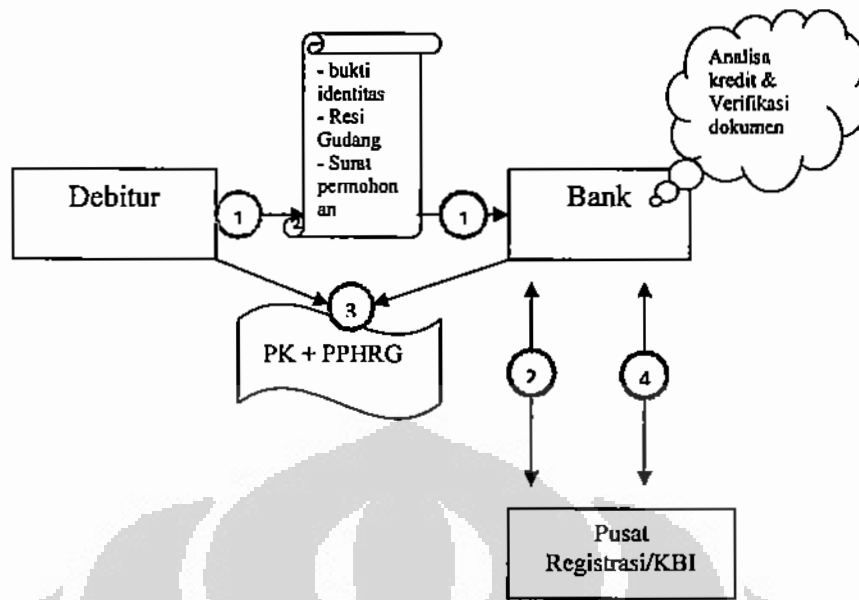 - bukti
identitas
- Resi
Gudang
- Surat
permohon
an
Analisa
kredit &
Verifikasi
dokumen
Debitur
1
1
Bank
3
PK + PPHRG
2
4
Pusat
Registrasi/KBI